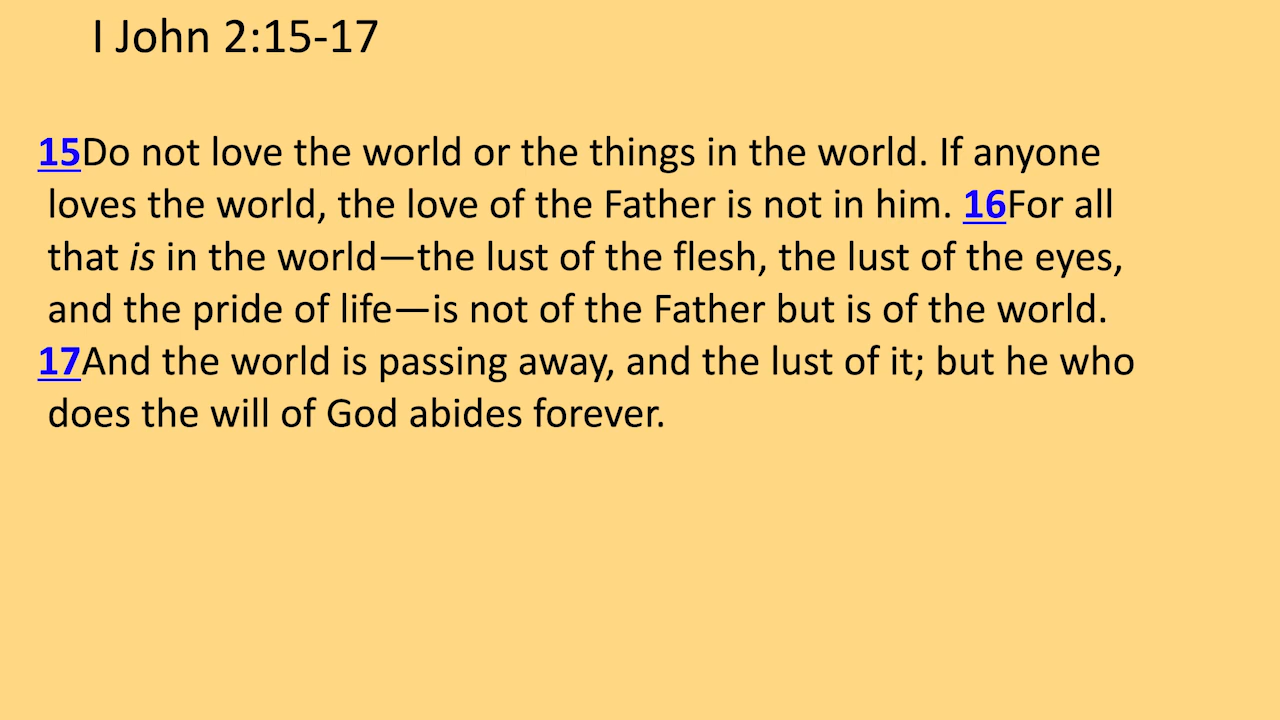 I John 2:15-17
15Do not love the world or the things in the world. If anyone
loves the world, the love of the Father is not in him. 16For all
that is in the world—the lust of the flesh, the lust of the eyes,
and the pride of life—is not of the Father but is of the world.
17And the world is passing away, and the lust of it; but he who
does the will of God abides forever.